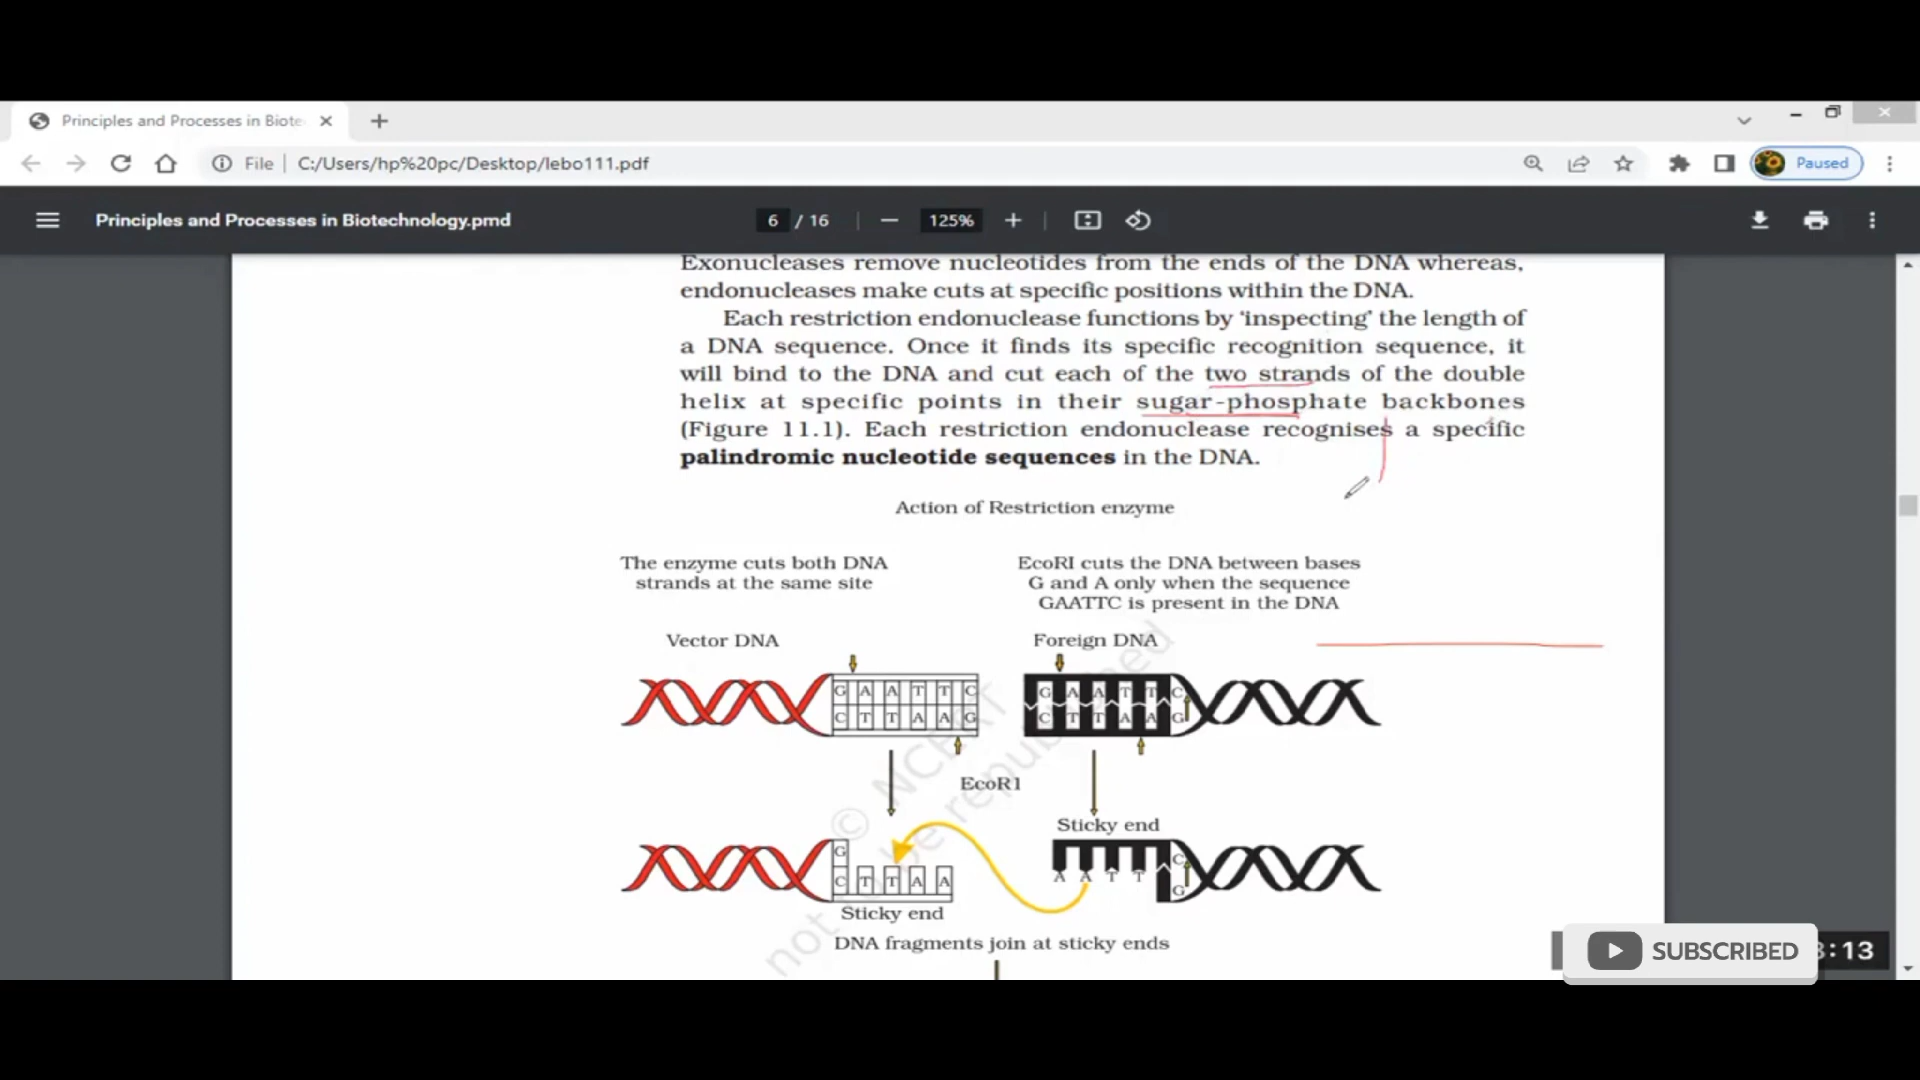 Principles and Processes in Biote
File C:/Users/hp%20pc/Desktop/lebo111.pdf
Paused
Principles and Processes in Biotechnology.pmd
6 / 16
125%
Exonucleases remove nucleotides from the ends of the DNA whereas,
endonucleases make cuts at specific positions within the DNA.
Each restriction endonuclease functions by ‘inspecting’ the length of
a DNA sequence. Once it finds its specific recognition sequence, it
will bind to the DNA and cut each of the two strands of the double
helix at specific points in their sugar-phosphate backbones
(Figure 11.1). Each restriction endonuclease recognises a specific
palindromic nucleotide sequences in the DNA.
Action of Restriction enzyme
The enzyme cuts both DNA
strands at the same site
EcoRI cuts the DNA between bases
G and A only when the sequence
GAATTC is present in the DNA
Vector DNA
Foreign DNA
G A A T T C
C T T A A G
G A A T T C
C T T A A G
© NCERT
not to be republished
EcoR1
Sticky end
G
C T T A A
C
A A T T
G
Sticky end
DNA fragments join at sticky ends
SUBSCRIBED
:13